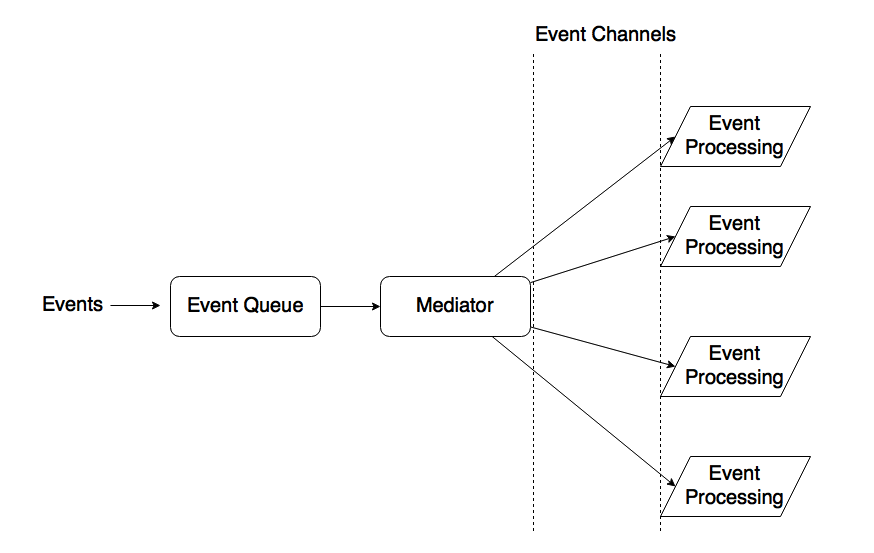 Event Channels
Event
Processing
Event
Processing
Events
Event Queue
Mediator
Event
Processing
Event
Processing